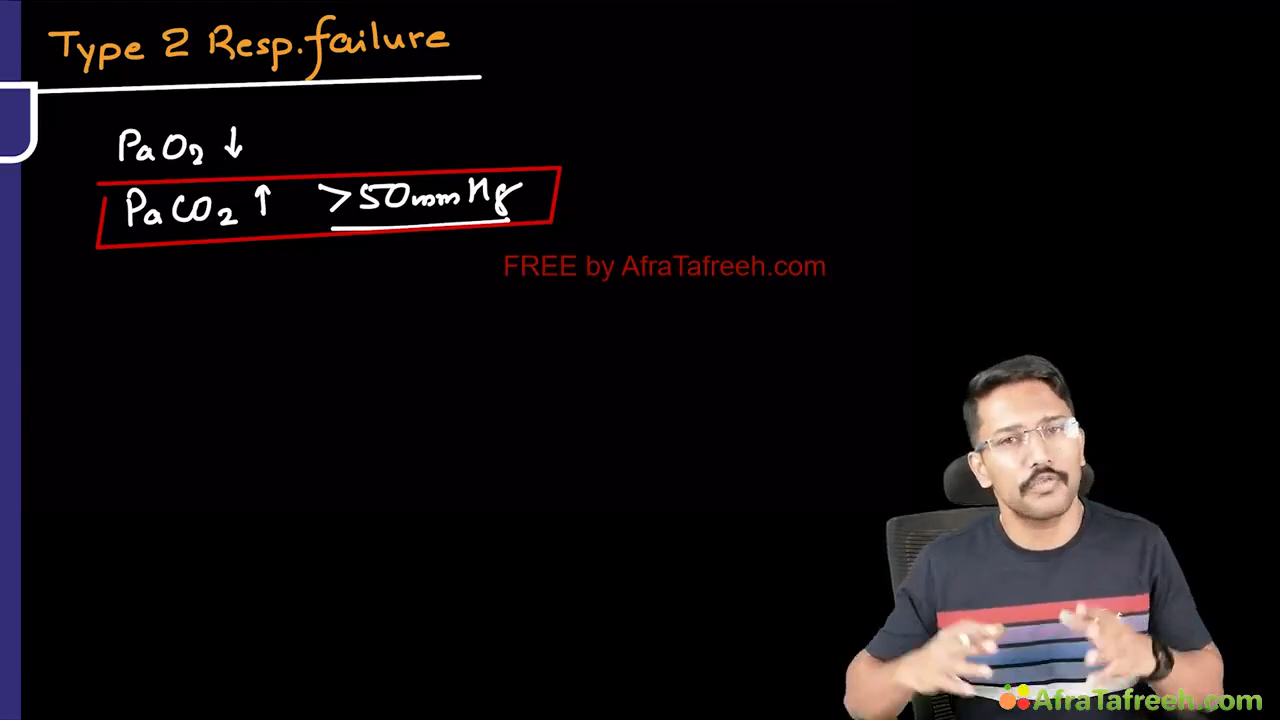 Type 2 Resp. failure
PaO2 ↓
PaCO2 ↑ >50mmHg
FREE by AfraTafreeh.com
AfraTafreeh.com